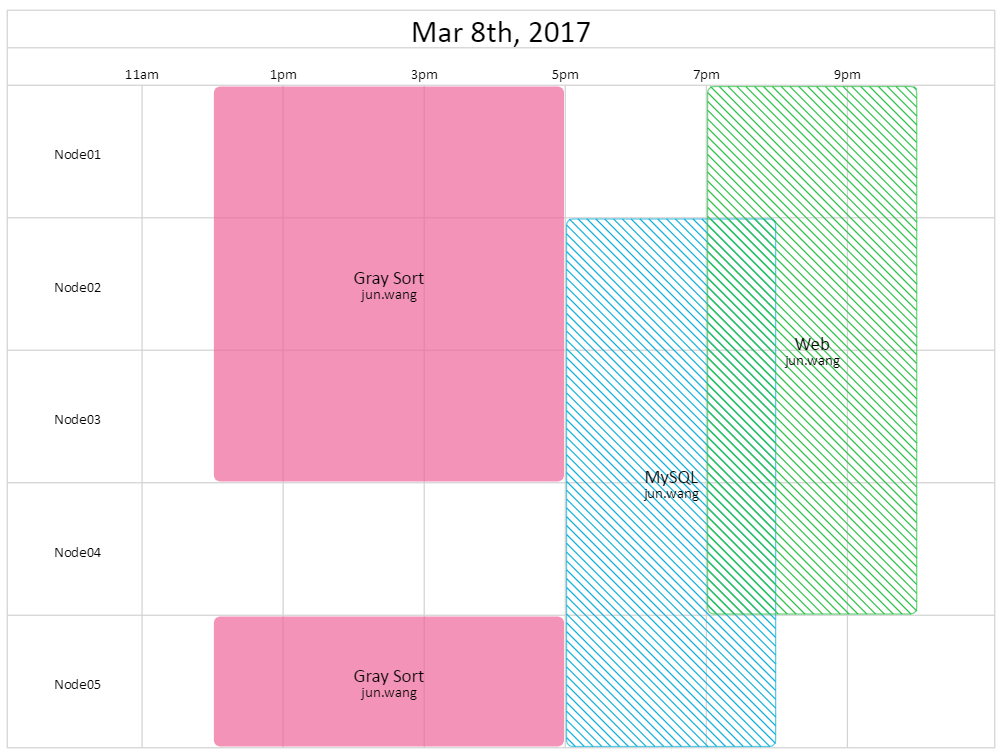 Mar 8th, 2017
11am 1pm 3pm 5pm 7pm 9pm
Node01
Node02
Gray Sort
jun.wang
Web
jun.wang
Node03
MySQL
jun.wang
Node04
Node05
Gray Sort
jun.wang